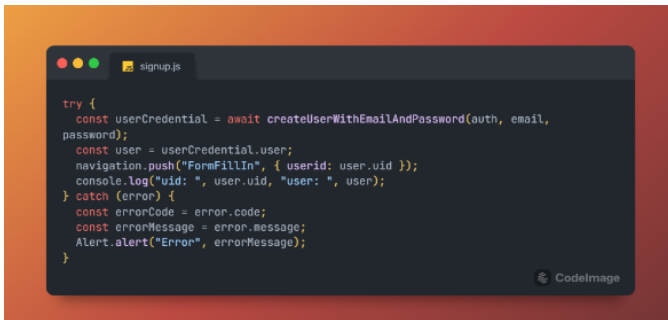 signup.js
try {
  const userCredential = await createUserWithEmailAndPassword(auth, email,
password);
  const user = userCredential.user;
  navigation.push("FormFillIn", { userid: user.uid });
  console.log("uid: ", user.uid, "user: ", user);
} catch (error) {
  const errorCode = error.code;
  const errorMessage = error.message;
  Alert.alert("Error", errorMessage);
}
CodeImage